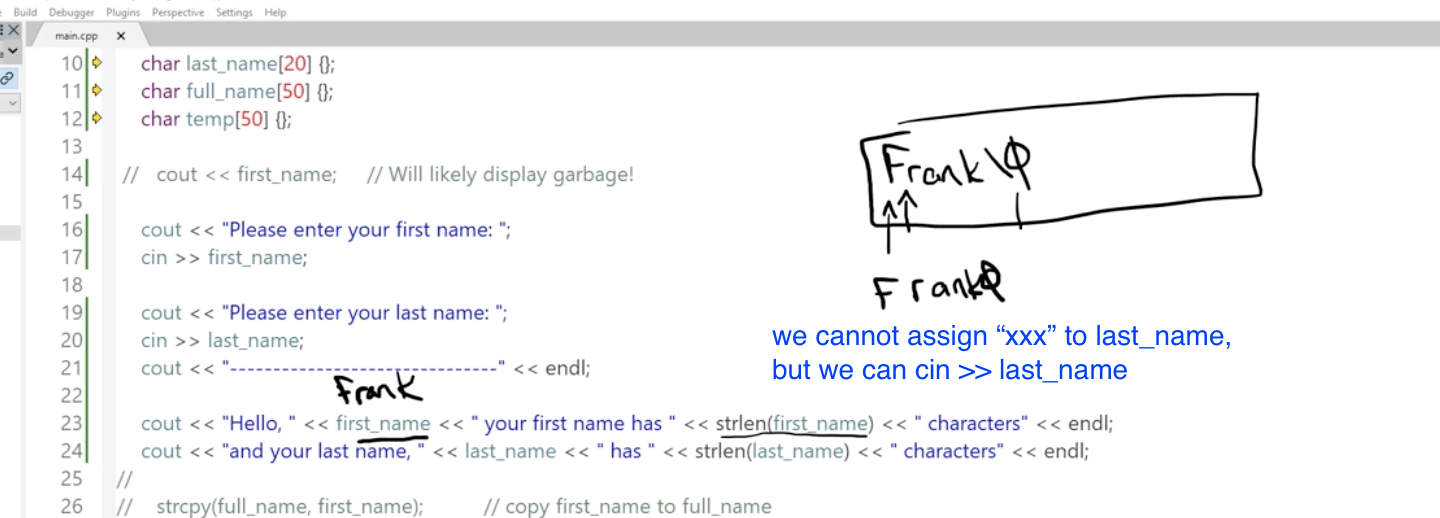 Build Debugger Plugins Perspective Settings Help
main.cpp
10 char last_name[20] {};
11 char full_name[50] {};
12 char temp[50] {};
13
14 // cout << first_name; // Will likely display garbage!
15
16 cout << "Please enter your first name: ";
17 cin >> first_name;
18
19 cout << "Please enter your last name: ";
20 cin >> last_name;
21 cout << "-------------------------------" << endl;
Frank
22
23 cout << "Hello, " << first_name << " your first name has " << strlen(first_name) << " characters" << endl;
24 cout << "and your last name, " << last_name << " has " << strlen(last_name) << " characters" << endl;
25 //
26 // strcpy(full_name, first_name); // copy first_name to full_name
Frank\0
Frank0
we cannot assign “xxx” to last_name,
but we can cin >> last_name